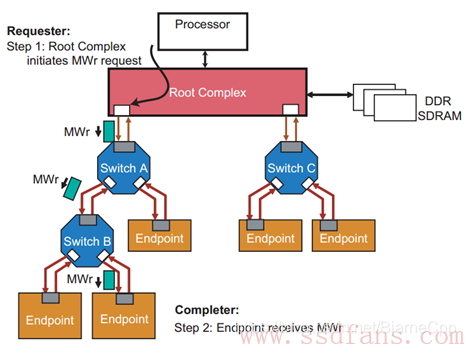 Requester:
Step 1: Root Complex
initiates MWr request
Processor
Root Complex
DDR
SDRAM
MWr
Switch A
Switch C
MWr
Switch B
Endpoint
Endpoint
Endpoint
MWr
Endpoint
Endpoint
Completer:
Step 2: Endpoint receives MWr
www.ssdfans.com